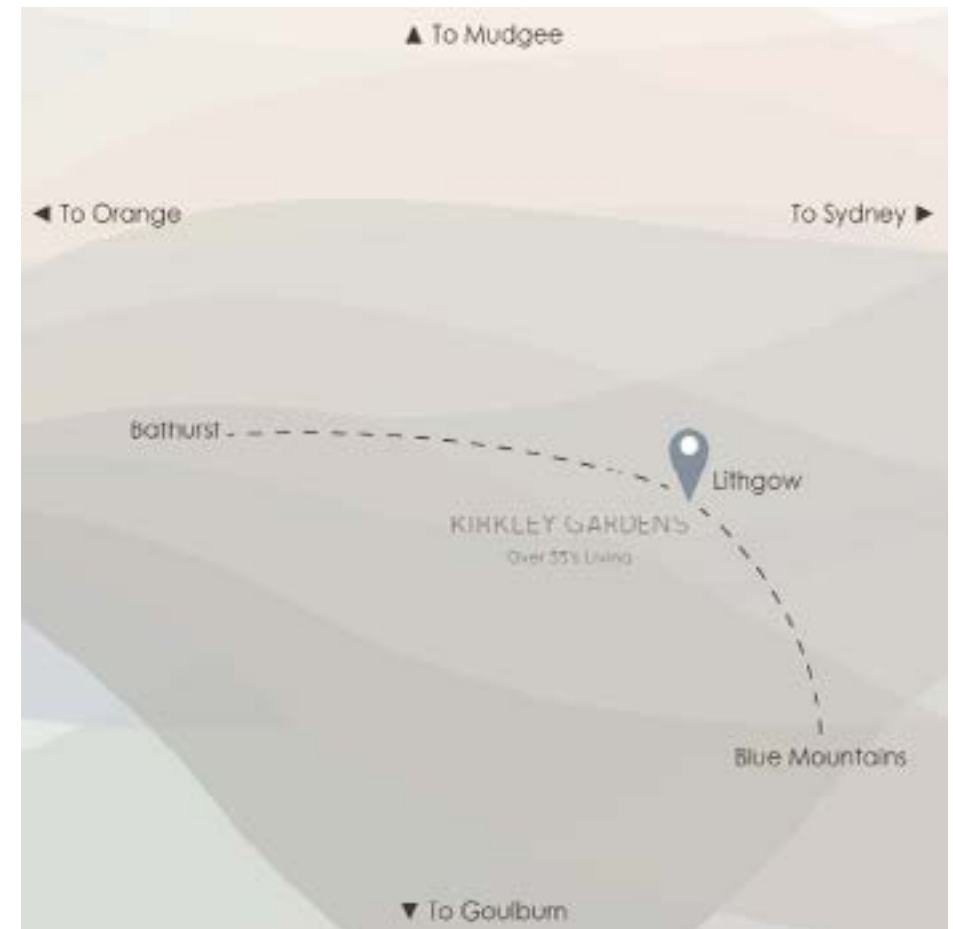 ▲ To Mudgee
◀ To Orange
To Sydney ▶
Bathurst
Lithgow
KIRKLEY GARDENS
Over 55's Living
Blue Mountains
▼ To Goulburn